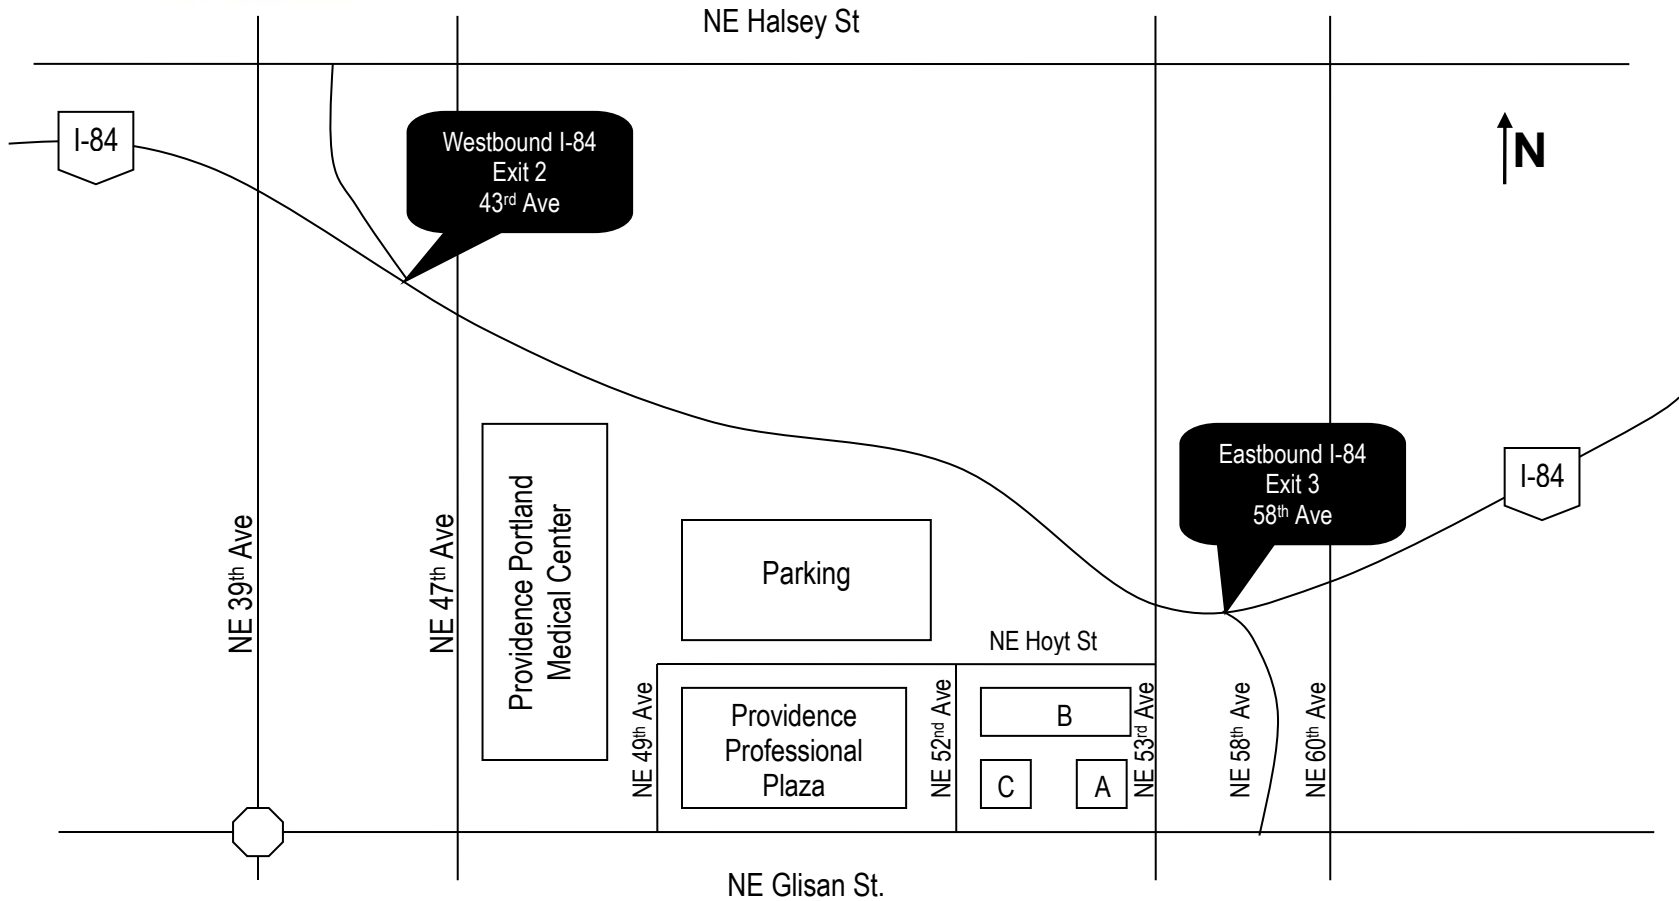 NE Halsey St
I-84
Westbound I-84
Exit 2
43rd Ave
N
Eastbound I-84
Exit 3
58th Ave
I-84
NE 39th Ave
NE 47th Ave
Providence Portland
Medical Center
Parking
NE Hoyt St
NE 49th Ave
Providence
Professional
Plaza
NE 52nd Ave
B
C
A
NE 53rd Ave
NE 58th Ave
NE 60th Ave
NE Glisan St.